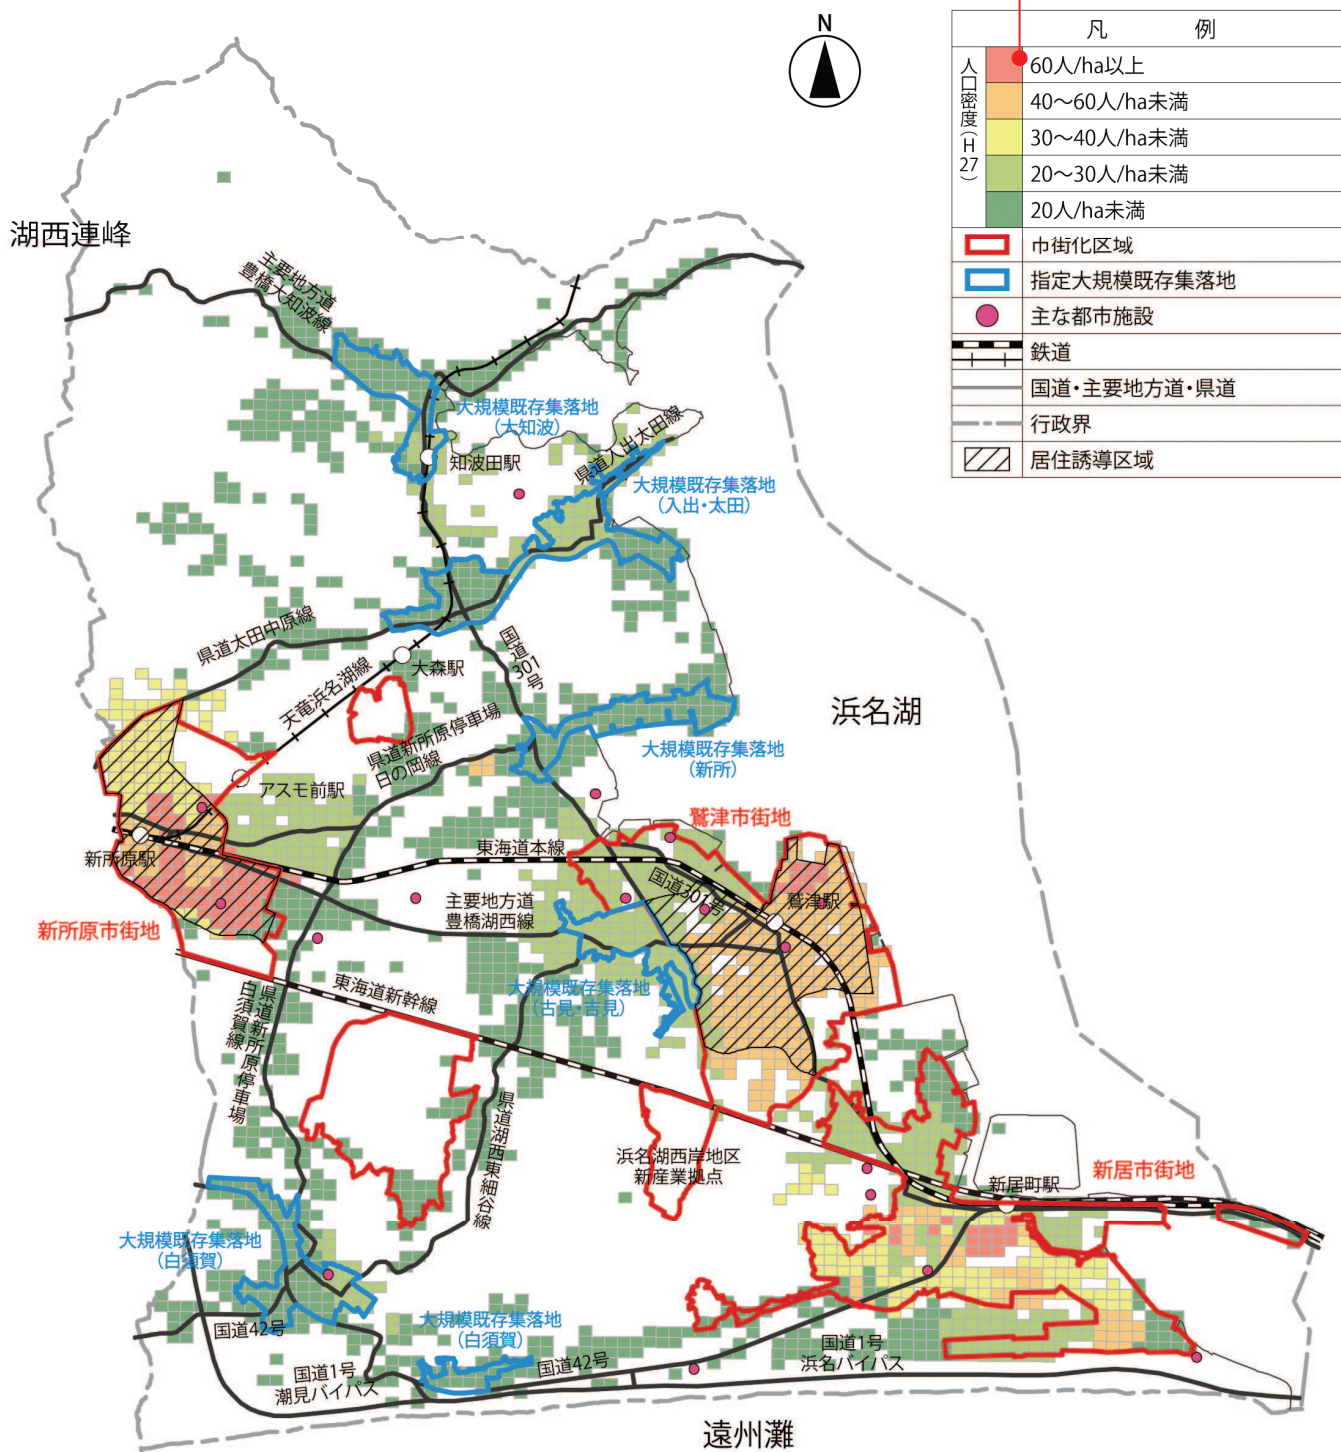 N
凡 例
人口密度(H27)
60人/ha以上
40〜60人/ha未満
30〜40人/ha未満
20〜30人/ha未満
20人/ha未満
市街化区域
指定大規模既存集落地
主な都市施設
鉄道
国道・主要地方道・県道
行政界
居住誘導区域
湖西連峰
主要地方道
豊橋大知波線
大規模既存集落地
(大知波)
知波田駅
県道入出太田線
大規模既存集落地
(入出・太田)
県道太田中原線
国道301号
大森駅
天竜浜名湖線
県道新所原停車場
日の岡線
浜名湖
大規模既存集落地
(新所)
アスモ前駅
鷲津市街地
新所原駅
東海道本線
国道301号
鷲津駅
主要地方道
豊橋湖西線
新所原市街地
東海道新幹線
大規模既存集落地
(古見・吉見)
県道新所原停車場
白須賀線
県道湖西東細谷線
浜名湖西岸地区
新産業拠点
新居町駅
新居市街地
大規模既存集落地
(白須賀)
国道42号
大規模既存集落地
(白須賀)
国道42号
国道1号
潮見バイパス
国道1号
浜名バイパス
遠州灘